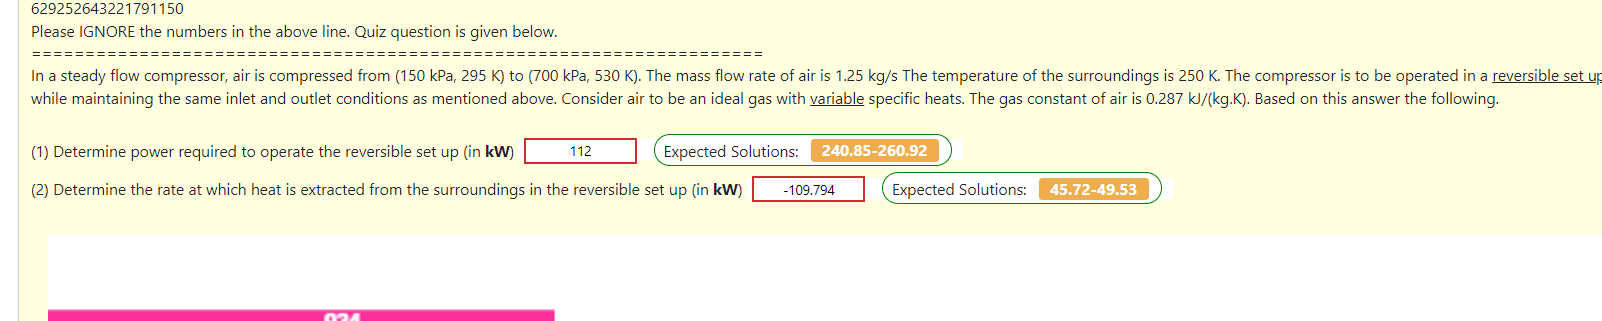 629252643221791150
Please IGNORE the numbers in the above line. Quiz question is given below.
====================================================================
In a steady flow compressor, air is compressed from (150 kPa, 295 K) to (700 kPa, 530 K). The mass flow rate of air is 1.25 kg/s The temperature of the surroundings is 250 K. The compressor is to be operated in a reversible set up
while maintaining the same inlet and outlet conditions as mentioned above. Consider air to be an ideal gas with variable specific heats. The gas constant of air is 0.287 kJ/(kg.K). Based on this answer the following.
(1) Determine power required to operate the reversible set up (in kW) 112 Expected Solutions: 240.85-260.92
(2) Determine the rate at which heat is extracted from the surroundings in the reversible set up (in kW) -109.794 Expected Solutions: 45.72-49.53